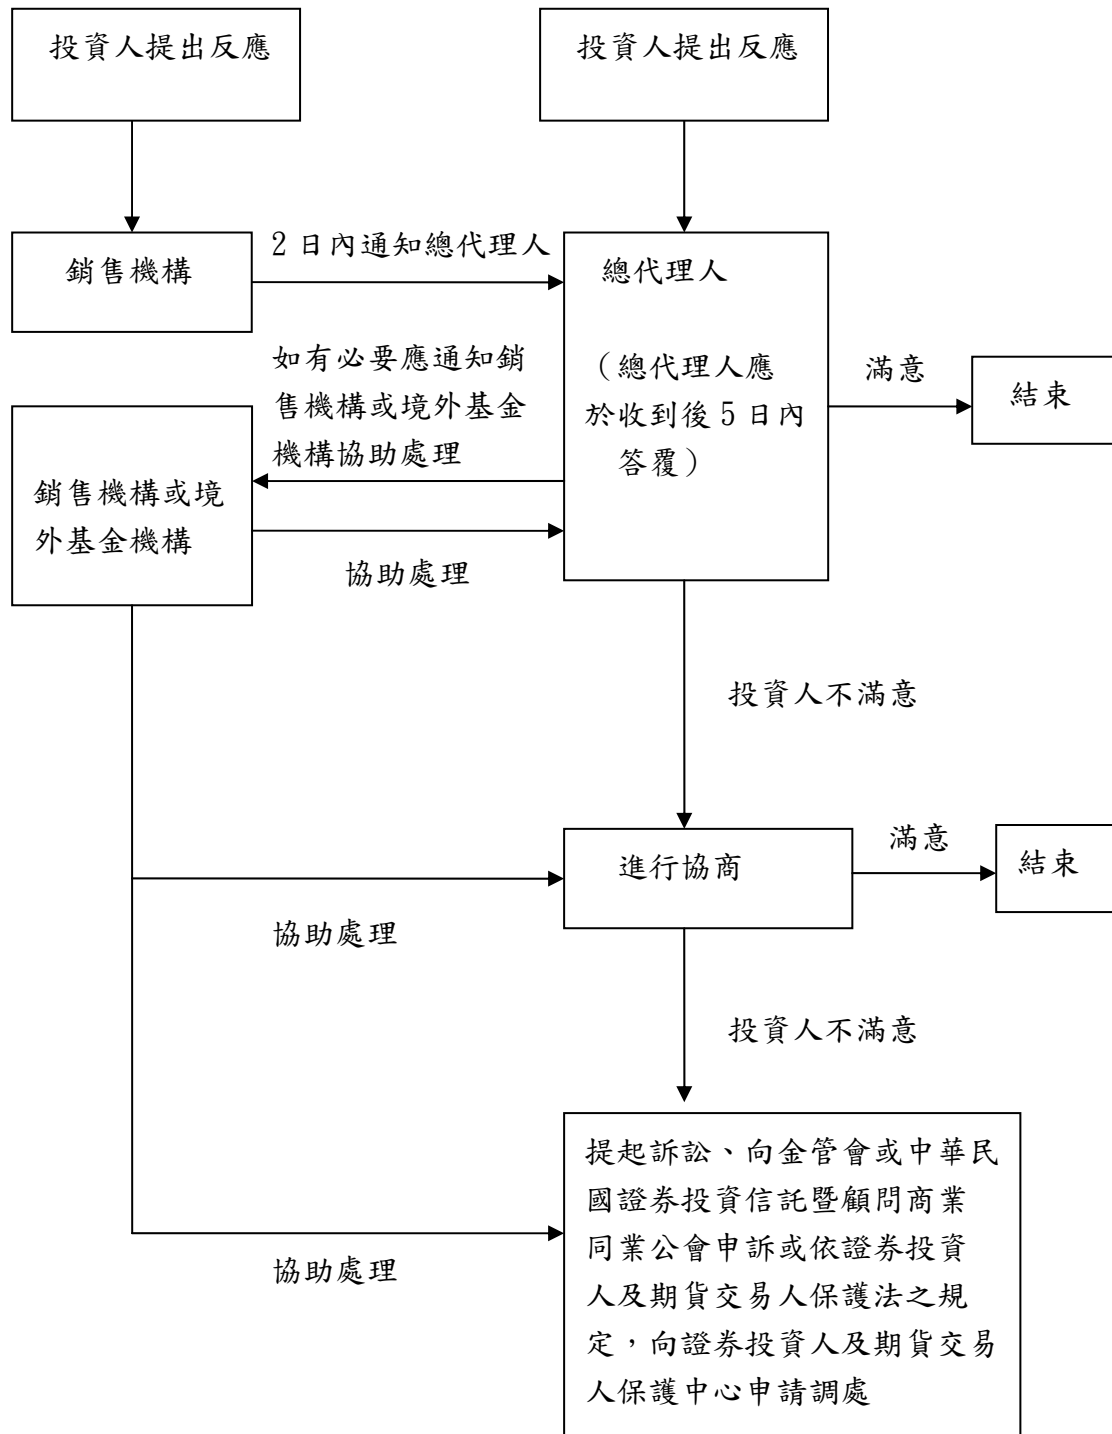 投資人提出反應
投資人提出反應
銷售機構
2 日內通知總代理人
總代理人
（總代理人應
於收到後 5 日內
答覆）
滿意
結束
如有必要應通知銷
售機構或境外基金
機構協助處理
銷售機構或境
外基金機構
協助處理
投資人不滿意
進行協商
滿意
結束
協助處理
投資人不滿意
提起訴訟、向金管會或中華民
國證券投資信託暨顧問商業
同業公會申訴或依證券投資
人及期貨交易人保護法之規
定，向證券投資人及期貨交易
人保護中心申請調處
協助處理